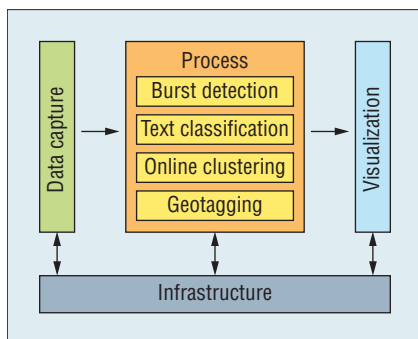 Data capture
Process
Burst detection
Text classification
Online clustering
Geotagging
Visualization
Infrastructure